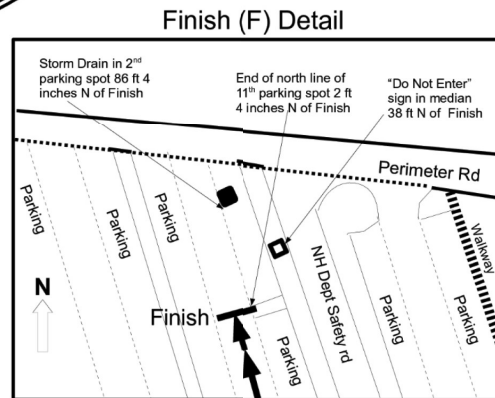 Finish (F) Detail
Storm Drain in 2nd
parking spot 86 ft 4
inches N of Finish
End of north line of
11th parking spot 2 ft
4 inches N of Finish
“Do Not Enter”
sign in median
38 ft N of Finish
Perimeter Rd
Parking
Parking
Parking
Parking
Parking
Parking
NH Dept Safety rd
Walkway
N
Finish